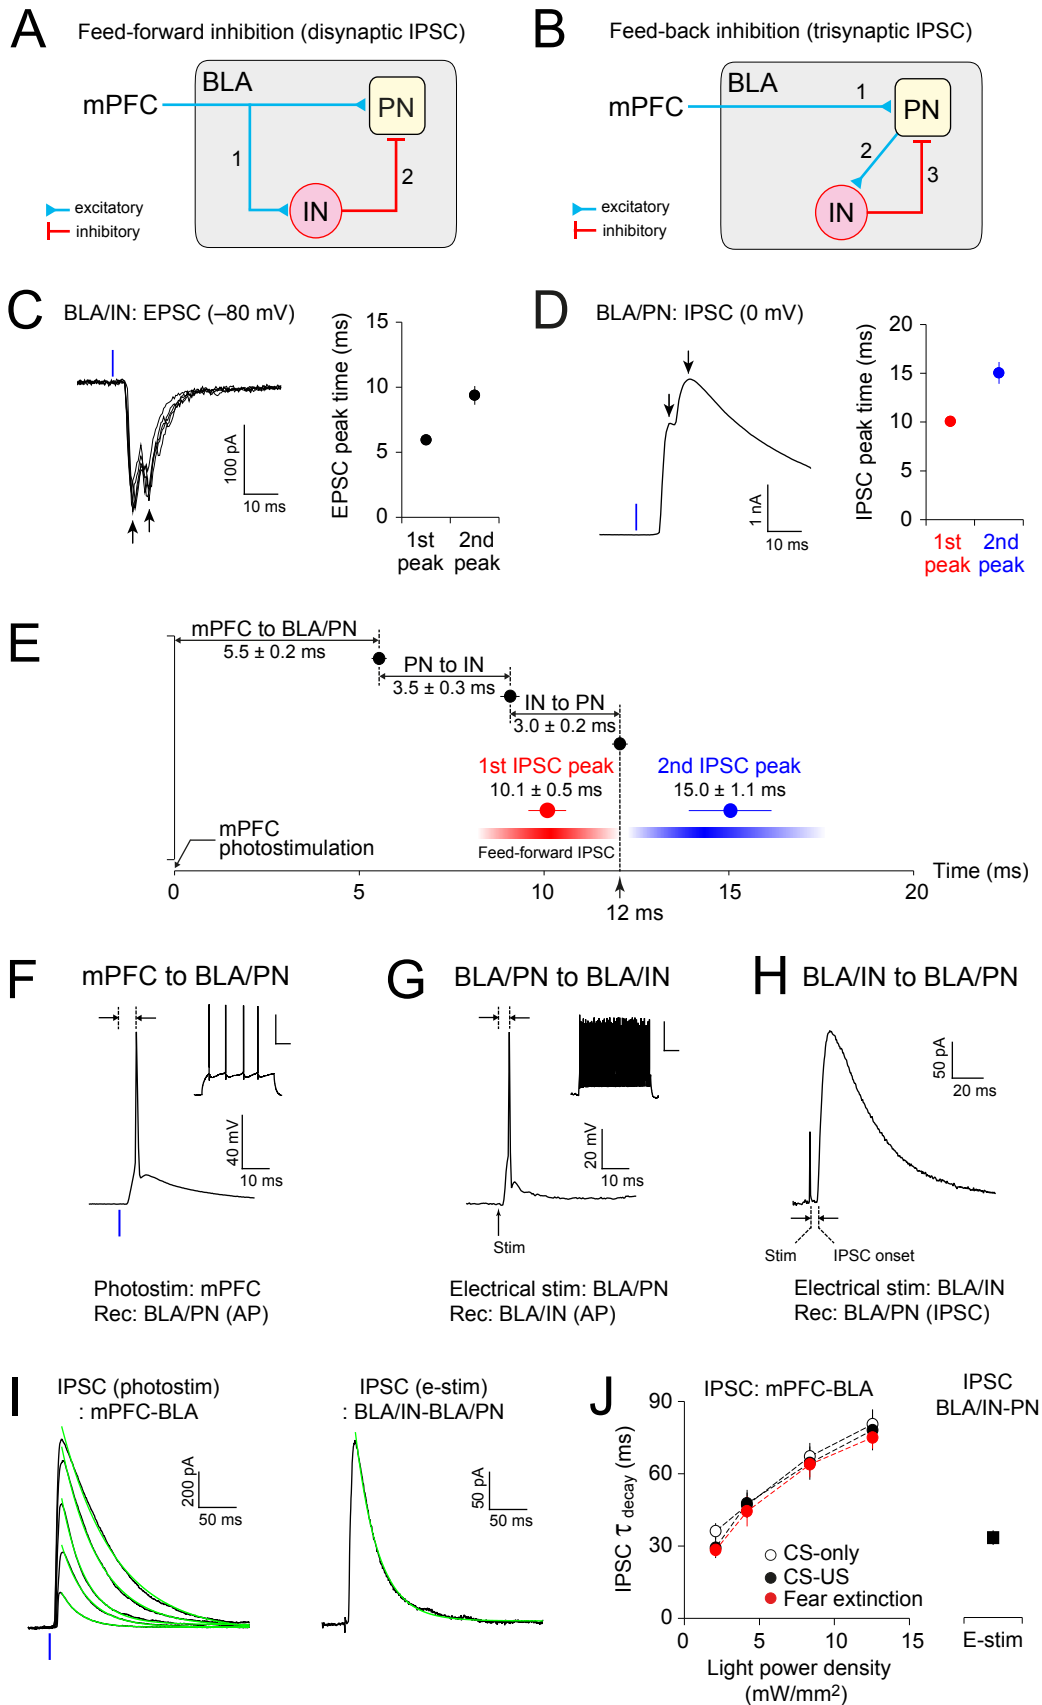 A
Feed-forward inhibition (disynaptic IPSC)
BLA
mPFC
PN
1
2
IN
excitatory
inhibitory
B
Feed-back inhibition (trisynaptic IPSC)
BLA
mPFC
1
PN
2
3
IN
excitatory
inhibitory
C
BLA/IN: EPSC (–80 mV)
100 pA
10 ms
EPSC peak time (ms)
15
10
5
0
1st peak
2nd peak
D
BLA/PN: IPSC (0 mV)
1 nA
10 ms
IPSC peak time (ms)
20
15
10
5
0
1st peak
2nd peak
E
mPFC to BLA/PN
5.5 ± 0.2 ms
PN to IN
3.5 ± 0.3 ms
IN to PN
3.0 ± 0.2 ms
1st IPSC peak
10.1 ± 0.5 ms
2nd IPSC peak
15.0 ± 1.1 ms
Feed-forward IPSC
mPFC
photostimulation
Time (ms)
0
5
10
12 ms
15
20
F
mPFC to BLA/PN
40 mV
10 ms
Photostim: mPFC
Rec: BLA/PN (AP)
G
BLA/PN to BLA/IN
20 mV
10 ms
Stim
Electrical stim: BLA/PN
Rec: BLA/IN (AP)
H
BLA/IN to BLA/PN
50 pA
20 ms
Stim
IPSC onset
Electrical stim: BLA/IN
Rec: BLA/PN (IPSC)
I
IPSC (photostim)
: mPFC-BLA
200 pA
50 ms
IPSC (e-stim)
: BLA/IN-BLA/PN
50 pA
50 ms
J
IPSC: mPFC-BLA
IPSC
BLA/IN-PN
IPSC τ decay (ms)
90
60
30
0
CS-only
CS-US
Fear extinction
0
5
10
15
Light power density
(mW/mm²)
E-stim